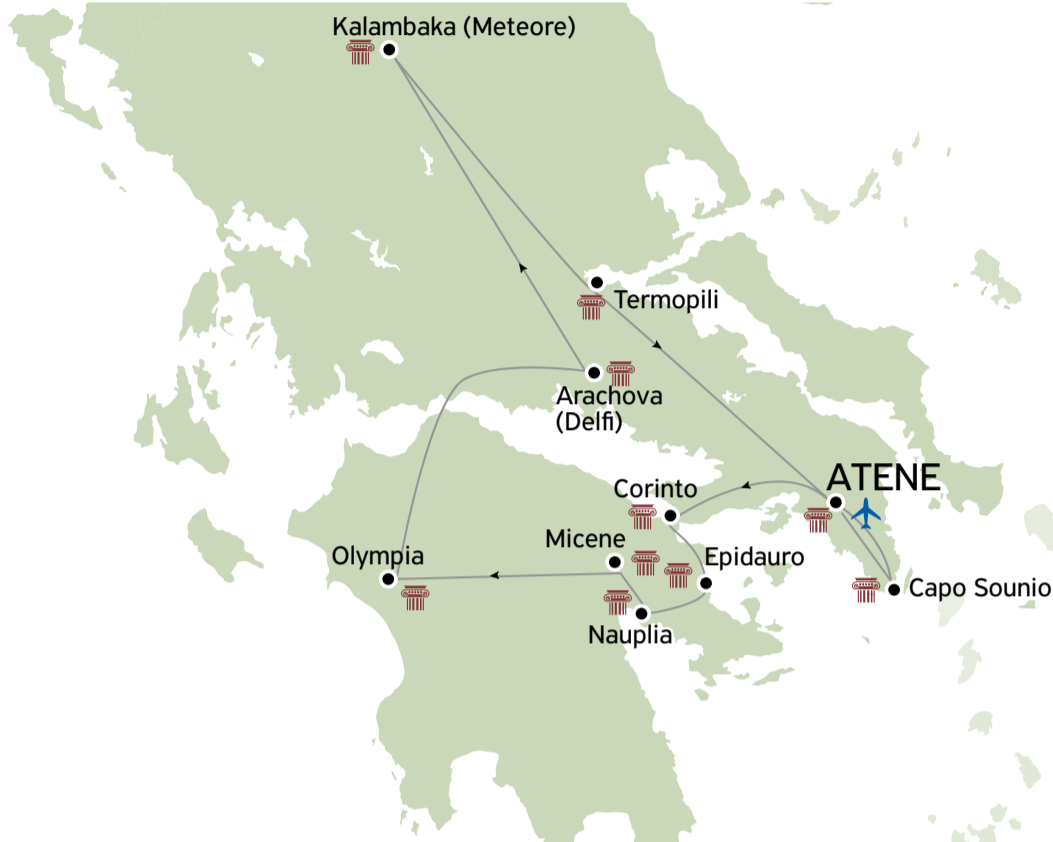 Kalambaka (Meteore)
Termopili
Arachova
(Delfi)
ATENE
Corinto
Micene
Epidauro
Olympia
Capo Sounio
Nauplia